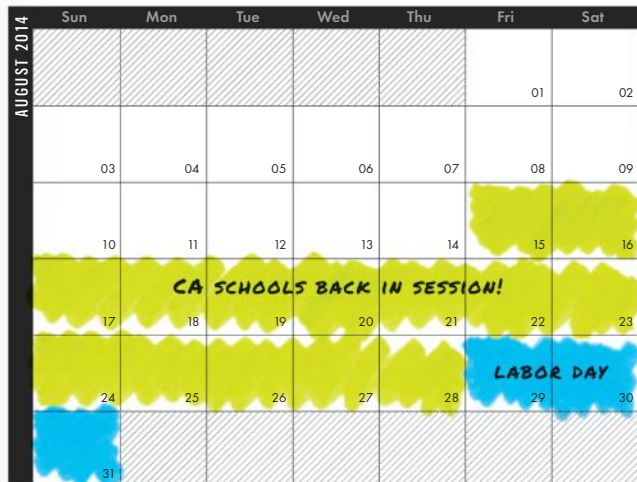 AUGUST 2014
Sun Mon Tue Wed Thu Fri Sat
01 02
03 04 05 06 07 08 09
10 11 12 13 14 15 16
CA SCHOOLS BACK IN SESSION!
17 18 19 20 21 22 23
LABOR DAY
24 25 26 27 28 29 30
31